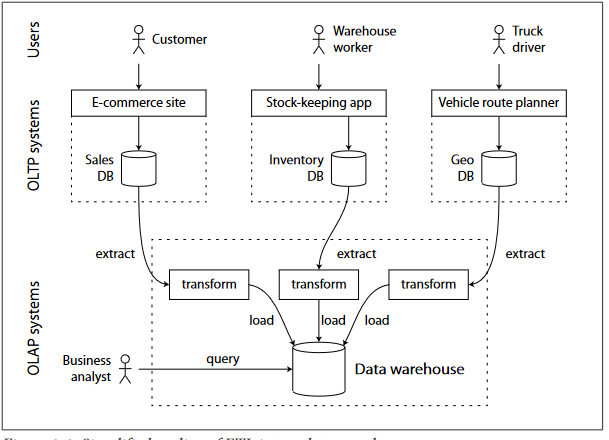 Users
Customer
Warehouse
worker
Truck
driver
OLTP systems
E-commerce site
Stock-keeping app
Vehicle route planner
Sales
DB
Inventory
DB
Geo
DB
extract
extract
extract
OLAP systems
transform
transform
transform
load
load
load
Business
analyst
query
Data warehouse